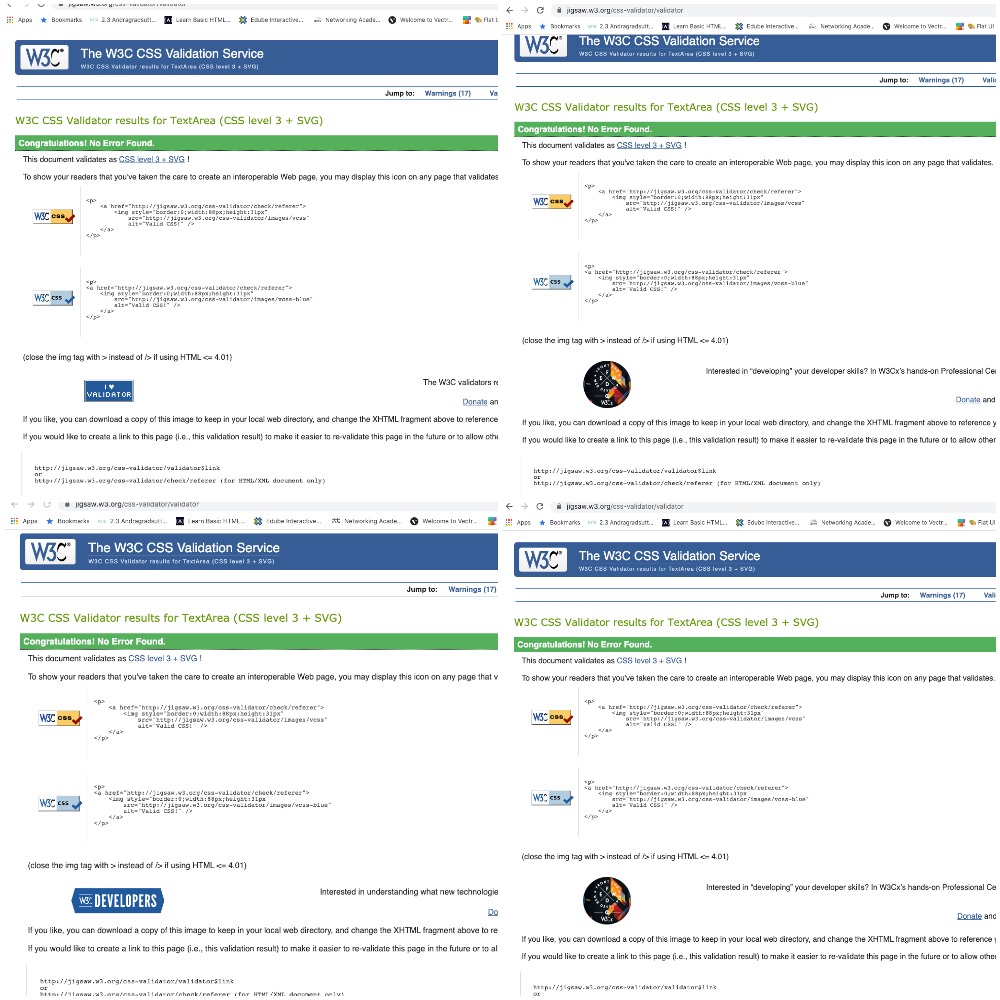 jigsaw.w3.org/css-validator/validator
Apps Bookmarks 2.3 Andragradsutt... Learn Basic HTML... Edube Interactive... Networking Academ... Welcome to Vectr... Flat UI
W3C® The W3C CSS Validation Service
W3C CSS Validator results for TextArea (CSS level 3 + SVG)
Jump to: Warnings (17) Va
W3C CSS Validator results for TextArea (CSS level 3 + SVG)
Congratulations! No Error Found.
This document validates as CSS level 3 + SVG !
To show your readers that you've taken the care to create an interoperable Web page, you may display this icon on any page that validates
W3C css
<p>
<a href="http://jigsaw.w3.org/css-validator/check/referer">
<img style="border:0;width:88px;height:31px"
src="http://jigsaw.w3.org/css-validator/images/vcss"
alt="Valid CSS!" />
</a>
</p>
W3C css
<p>
<a href="http://jigsaw.w3.org/css-validator/check/referer">
<img style="border:0;width:88px;height:31px"
src="http://jigsaw.w3.org/css-validator/images/vcss-blue"
alt="Valid CSS!" />
</a>
</p>
(close the img tag with > instead of /> if using HTML <= 4.01)
I ♥
VALIDATOR
The W3C validators r
Donate an
If you like, you can download a copy of this image to keep in your local web directory, and change the XHTML fragment above to reference
If you would like to create a link to this page (i.e., this validation result) to make it easier to re-validate this page in the future or to allow othe
http://jigsaw.w3.org/css-validator/validator$link
or
http://jigsaw.w3.org/css-validator/check/referer (for HTML/XML document only)
jigsaw.w3.org/css-validator/validator
Apps Bookmarks 2.3 Andragradsutt... Learn Basic HTML... Edube Interactive... Networking Acade... Welcome to Vectr... Flat UI
W3C® The W3C CSS Validation Service
W3C CSS Validator results for TextArea (CSS level 3 + SVG)
Jump to: Warnings (17) Vali
W3C CSS Validator results for TextArea (CSS level 3 + SVG)
Congratulations! No Error Found.
This document validates as CSS level 3 + SVG !
To show your readers that you've taken the care to create an interoperable Web page, you may display this icon on any page that validates.
W3C css
<p>
<a href="http://jigsaw.w3.org/css-validator/check/referer">
<img style="border:0;width:88px;height:31px"
src="http://jigsaw.w3.org/css-validator/images/vcss"
alt="Valid CSS!" />
</a>
</p>
W3C css
<p>
<a href="http://jigsaw.w3.org/css-validator/check/referer">
<img style="border:0;width:88px;height:31px"
src="http://jigsaw.w3.org/css-validator/images/vcss-blue"
alt="Valid CSS!" />
</a>
</p>
(close the img tag with > instead of /> if using HTML <= 4.01)
W3Cx
Interested in "developing" your developer skills? In W3Cx's hands-on Professional Ce
Donate and
If you like, you can download a copy of this image to keep in your local web directory, and change the XHTML fragment above to reference y
If you would like to create a link to this page (i.e., this validation result) to make it easier to re-validate this page in the future or to allow other
http://jigsaw.w3.org/css-validator/validator$link
or
http://jigsaw.w3.org/css-validator/check/referer (for HTML/XML document only)
jigsaw.w3.org/css-validator/validator
Apps Bookmarks 2.3 Andragradsutt... Learn Basic HTML... Edube Interactive... Networking Acade... Welcome to Vectr...
W3C® The W3C CSS Validation Service
W3C CSS Validator results for TextArea (CSS level 3 + SVG)
Jump to: Warnings (17)
W3C CSS Validator results for TextArea (CSS level 3 + SVG)
Congratulations! No Error Found.
This document validates as CSS level 3 + SVG !
To show your readers that you've taken the care to create an interoperable Web page, you may display this icon on any page that v
W3C css
<p>
<a href="http://jigsaw.w3.org/css-validator/check/referer">
<img style="border:0;width:88px;height:31px"
src="http://jigsaw.w3.org/css-validator/images/vcss"
alt="Valid CSS!" />
</a>
</p>
W3C css
<p>
<a href="http://jigsaw.w3.org/css-validator/check/referer">
<img style="border:0;width:88px;height:31px"
src="http://jigsaw.w3.org/css-validator/images/vcss-blue"
alt="Valid CSS!" />
</a>
</p>
(close the img tag with > instead of /> if using HTML <= 4.01)
W3C DEVELOPERS
Interested in understanding what new technologie
Do
If you like, you can download a copy of this image to keep in your local web directory, and change the XHTML fragment above to re
If you would like to create a link to this page (i.e., this validation result) to make it easier to re-validate this page in the future or to al
http://jigsaw.w3.org/css-validator/validator$link
or
http://jigsaw.w3.org/css-validator/check/referer (for HTML/XML document only)
jigsaw.w3.org/css-validator/validator
Apps Bookmarks 2.3 Andragradsutt... Learn Basic HTML... Edube Interactive... Networking Acade... Welcome to Vectr... Flat UI
W3C® The W3C CSS Validation Service
W3C CSS Validator results for TextArea (CSS level 3 + SVG)
Jump to: Warnings (17) Vali
W3C CSS Validator results for TextArea (CSS level 3 + SVG)
Congratulations! No Error Found.
This document validates as CSS level 3 + SVG !
To show your readers that you've taken the care to create an interoperable Web page, you may display this icon on any page that validates.
W3C css
<p>
<a href="http://jigsaw.w3.org/css-validator/check/referer">
<img style="border:0;width:88px;height:31px"
src="http://jigsaw.w3.org/css-validator/images/vcss"
alt="Valid CSS!" />
</a>
</p>
W3C css
<p>
<a href="http://jigsaw.w3.org/css-validator/check/referer">
<img style="border:0;width:88px;height:31px"
src="http://jigsaw.w3.org/css-validator/images/vcss-blue"
alt="Valid CSS!" />
</a>
</p>
(close the img tag with > instead of /> if using HTML <= 4.01)
W3Cx
Interested in "developing" your developer skills? In W3Cx's hands-on Professional Ce
Donate and
If you like, you can download a copy of this image to keep in your local web directory, and change the XHTML fragment above to reference y
If you would like to create a link to this page (i.e., this validation result) to make it easier to re-validate this page in the future or to allow other
http://jigsaw.w3.org/css-validator/validator$link
or